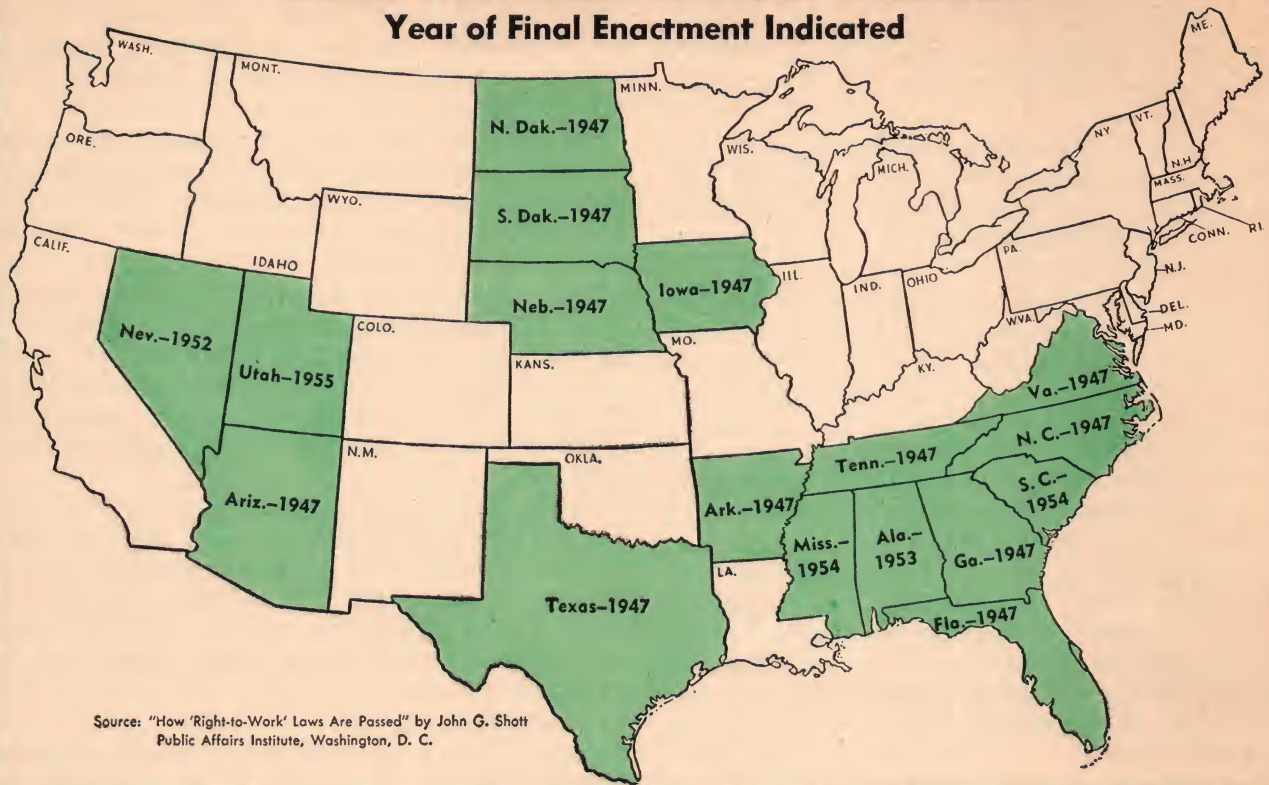 Year of Final Enactment Indicated
WASH.
MONT.
N. Dak.–1947
MINN.
ME.
ORE.
WIS.
MICH.
NY
VT.
N.H
MASS.
CONN.
RI.
WYO.
S. Dak.–1947
CALIF.
IDAHO
Neb.–1947
Iowa–1947
ILL.
IND.
OHIO
PA.
N.J.
DEL.
MD.
W.VA.
Nev.–1952
Utah–1955
COLO.
KANS.
MO.
KY.
Va.–1947
Ariz.–1947
N.M.
OKLA.
Ark.–1947
Tenn.–1947
N. C.–1947
S. C.–
1954
Texas–1947
LA.
Miss.–
1954
Ala.–
1953
Ga.–1947
Fla.–1947
Source: "How 'Right-to-Work' Laws Are Passed" by John G. Shott
Public Affairs Institute, Washington, D. C.